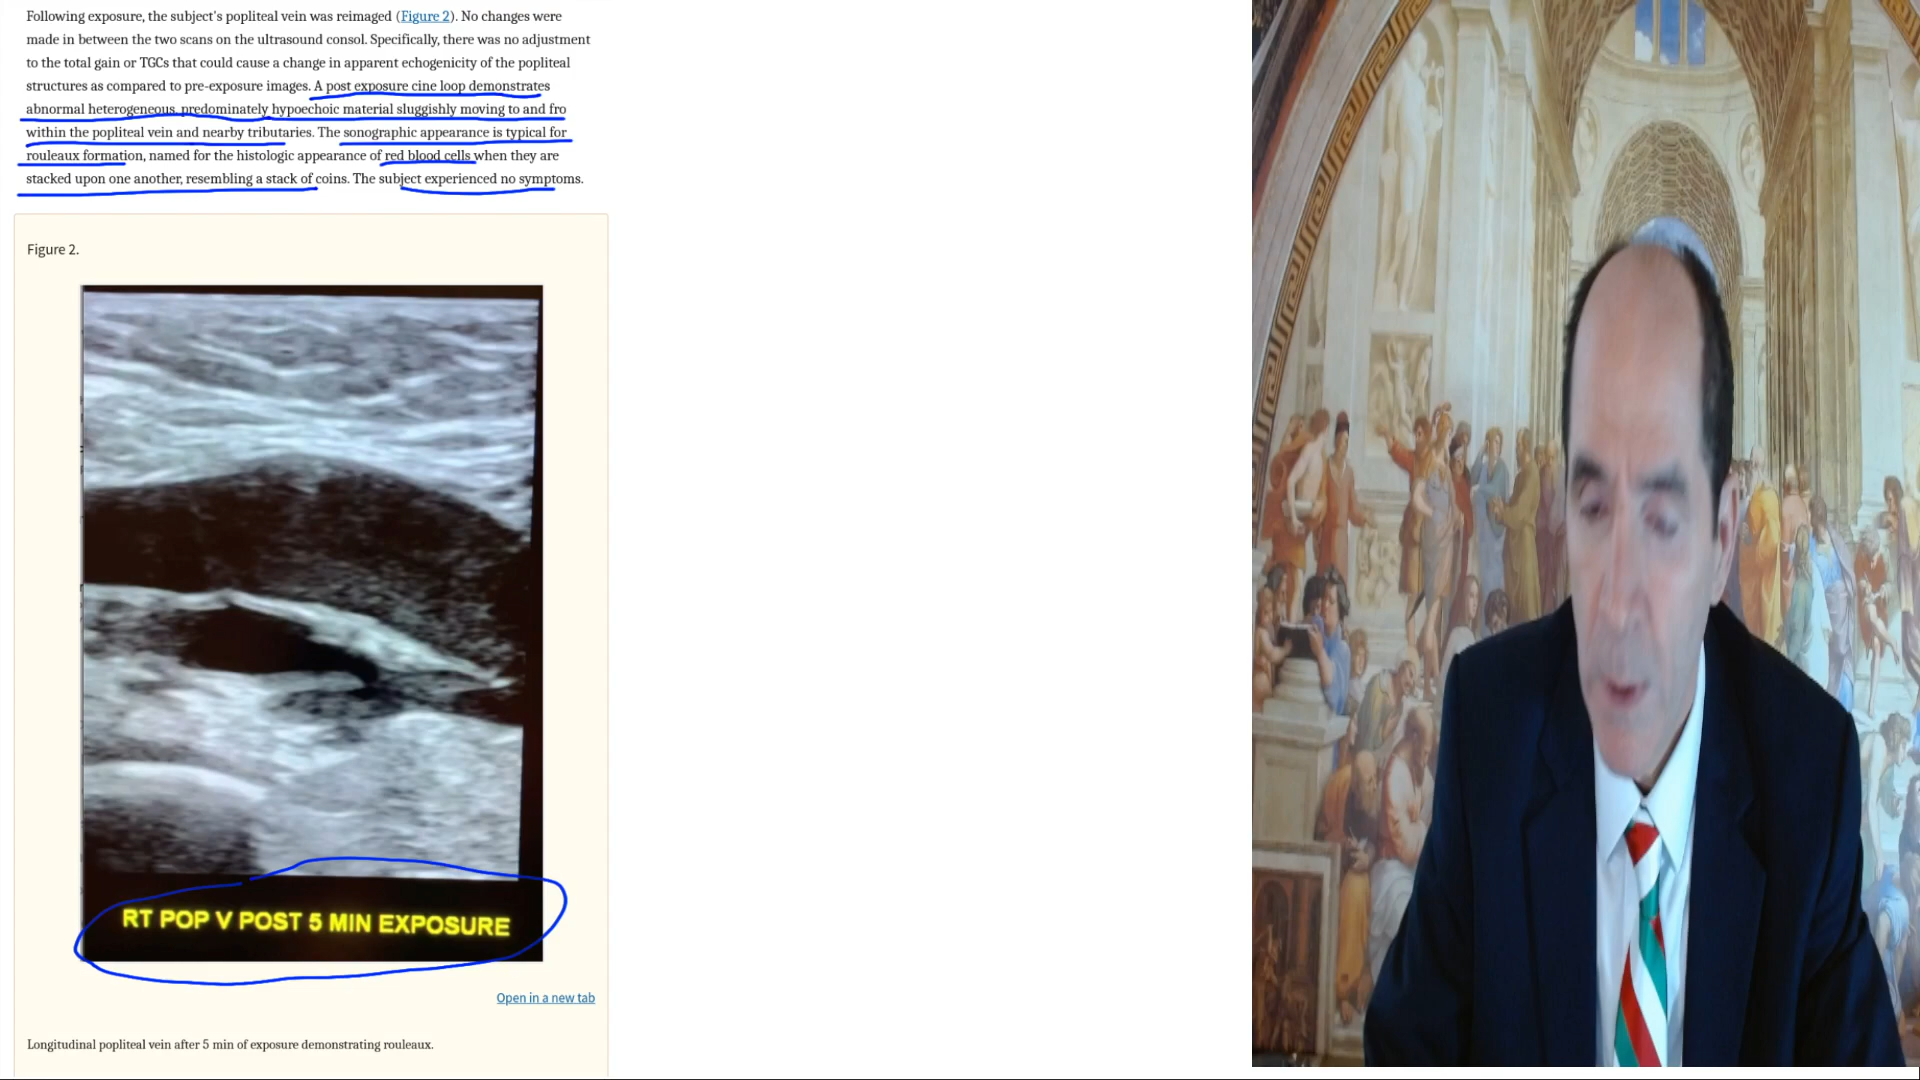 Following exposure, the subject's popliteal vein was reimaged (Figure 2). No changes were
made in between the two scans on the ultrasound consol. Specifically, there was no adjustment
to the total gain or TGCs that could cause a change in apparent echogenicity of the popliteal
structures as compared to pre-exposure images. A post exposure cine loop demonstrates
abnormal heterogeneous, predominately hypoechoic material sluggishly moving to and fro
within the popliteal vein and nearby tributaries. The sonographic appearance is typical for
rouleaux formation, named for the histologic appearance of red blood cells when they are
stacked upon one another, resembling a stack of coins. The subject experienced no symptoms.
Figure 2.
RT POP V POST 5 MIN EXPOSURE
Open in a new tab
Longitudinal popliteal vein after 5 min of exposure demonstrating rouleaux.